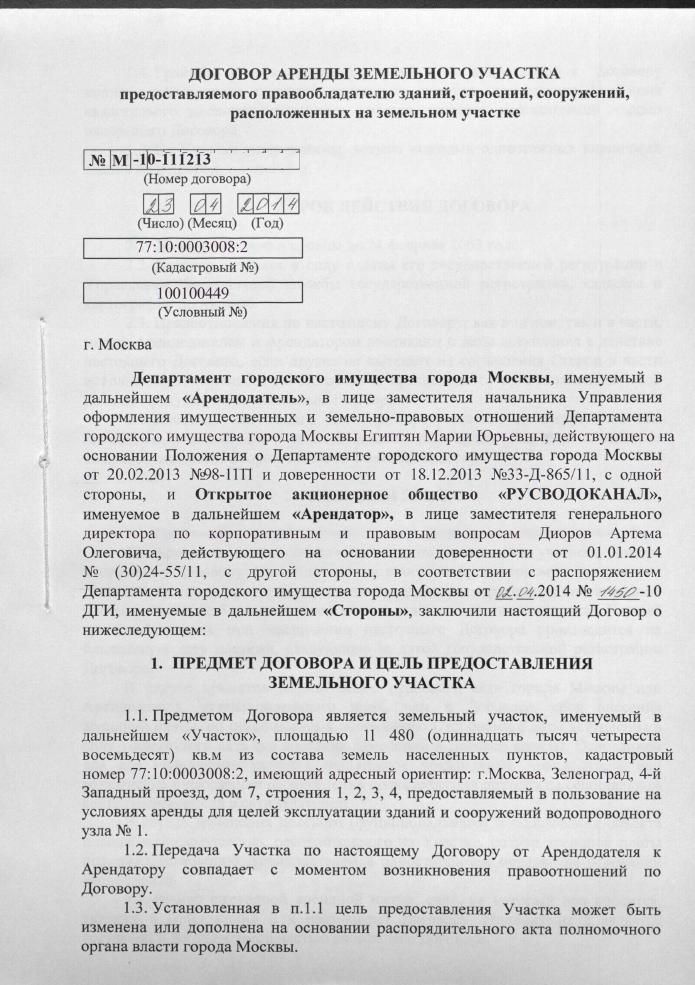 ДОГОВОР АРЕНДЫ ЗЕМЕЛЬНОГО УЧАСТКА
предоставляемого правообладателю зданий, строений, сооружений,
расположенных на земельном участке
№ М -10-111213
(Номер договора)
23 04 2014
(Число) (Месяц) (Год)
77:10:0003008:2
(Кадастровый №)
100100449
(Условный №)
г. Москва
Департамент городского имущества города Москвы, именуемый в
дальнейшем «Арендодатель», в лице заместителя начальника Управления
оформления имущественных и земельно-правовых отношений Департамента
городского имущества города Москвы Египтян Марии Юрьевны, действующего на
основании Положения о Департаменте городского имущества города Москвы
от 20.02.2013 №98-1П и доверенности от 18.12.2013 №33-Д-865/11, с одной
стороны, и Открытое акционерное общество «РУСВОДОКАНАЛ»,
именуемое в дальнейшем «Арендатор», в лице заместителя генерального
директора по корпоративным и правовым вопросам Диоров Артема
Олеговича, действующего на основании доверенности от 01.01.2014
№ (30)24-55/11, с другой стороны, в соответствии с распоряжением
Департамента городского имущества города Москвы от 02.04.2014 № 1450-10
ДГИ, именуемые в дальнейшем «Стороны», заключили настоящий Договор о
нижеследующем:
1. ПРЕДМЕТ ДОГОВОРА И ЦЕЛЬ ПРЕДОСТАВЛЕНИЯ
ЗЕМЕЛЬНОГО УЧАСТКА
1.1. Предметом Договора является земельный участок, именуемый в
дальнейшем «Участок», площадью 11 480 (одиннадцать тысяч четыреста
восемьдесят) кв.м из состава земель населенных пунктов, кадастровый
номер 77:10:0003008:2, имеющий адресный ориентир: г.Москва, Зеленоград, 4-й
Западный проезд, дом 7, строения 1, 2, 3, 4, предоставляемый в пользование на
условиях аренды для целей эксплуатации зданий и сооружений водопроводного
узла № 1.
1.2. Передача Участка по настоящему Договору от Арендодателя к
Арендатору совпадает с моментом возникновения правоотношений по
Договору.
1.3. Установленная в п.1.1 цель предоставления Участка может быть
изменена или дополнена на основании распорядительного акта полномочного
органа власти города Москвы.